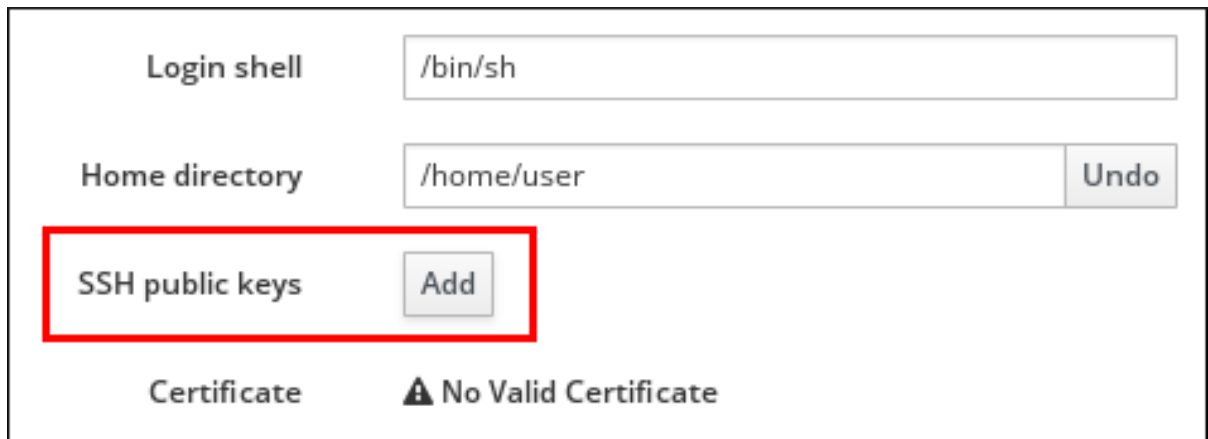 Login shell /bin/sh
Home directory /home/user Undo
SSH public keys Add
Certificate No Valid Certificate